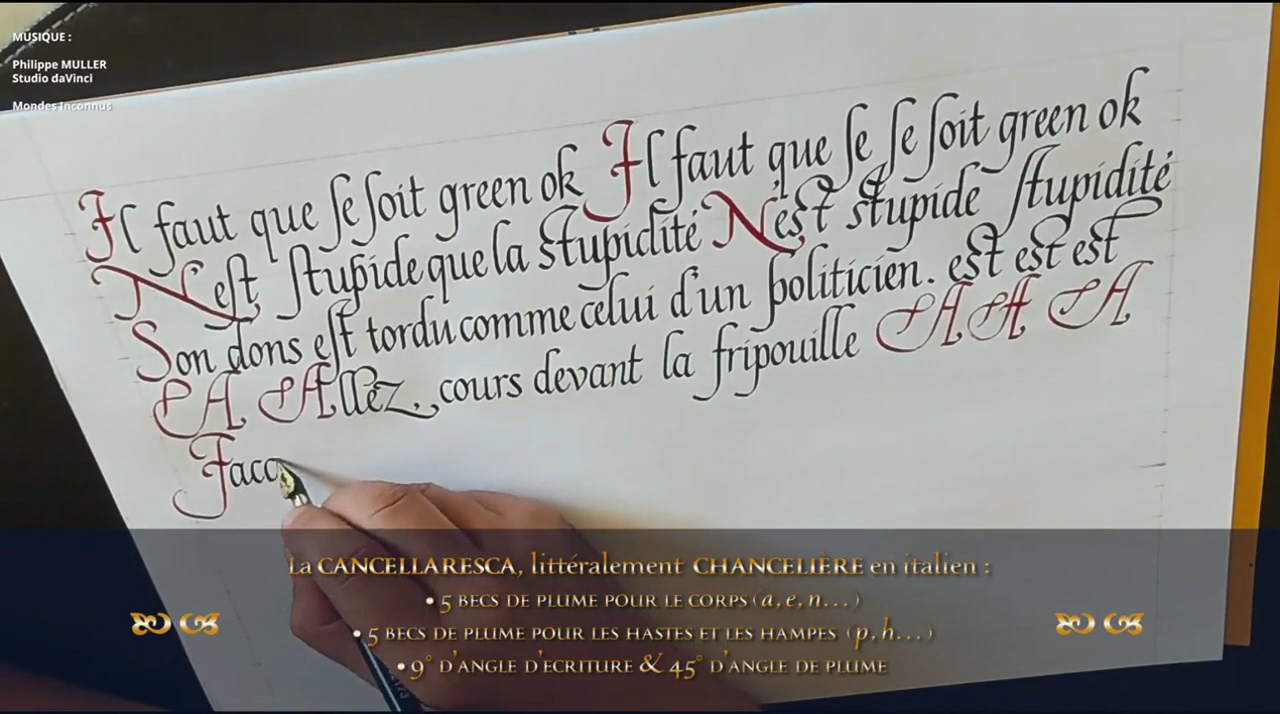 MUSIQUE :
Philippe MULLER
Studio daVinci
Mondes Inconnus
Il faut que ſe ſoit green ok Il faut que ſe ſe ſoit green ok
Neſt ſtupide que la stupidité N'est stupide ſtupidité
Son dons eſt tordu comme celui d'un politicien. est est est
A Allez, cours devant la fripouille A A A
Facc
La CANCELLARESCA, littéralement CHANCELIÈRE en italien :
• 5 BECS DE PLUME POUR LE CORPS (a, e, n...)
• 5 BECS DE PLUME POUR LES HASTES ET LES HAMPES (p, h...)
• 9° D'ANGLE D'ECRITURE & 45° D'ANGLE DE PLUME